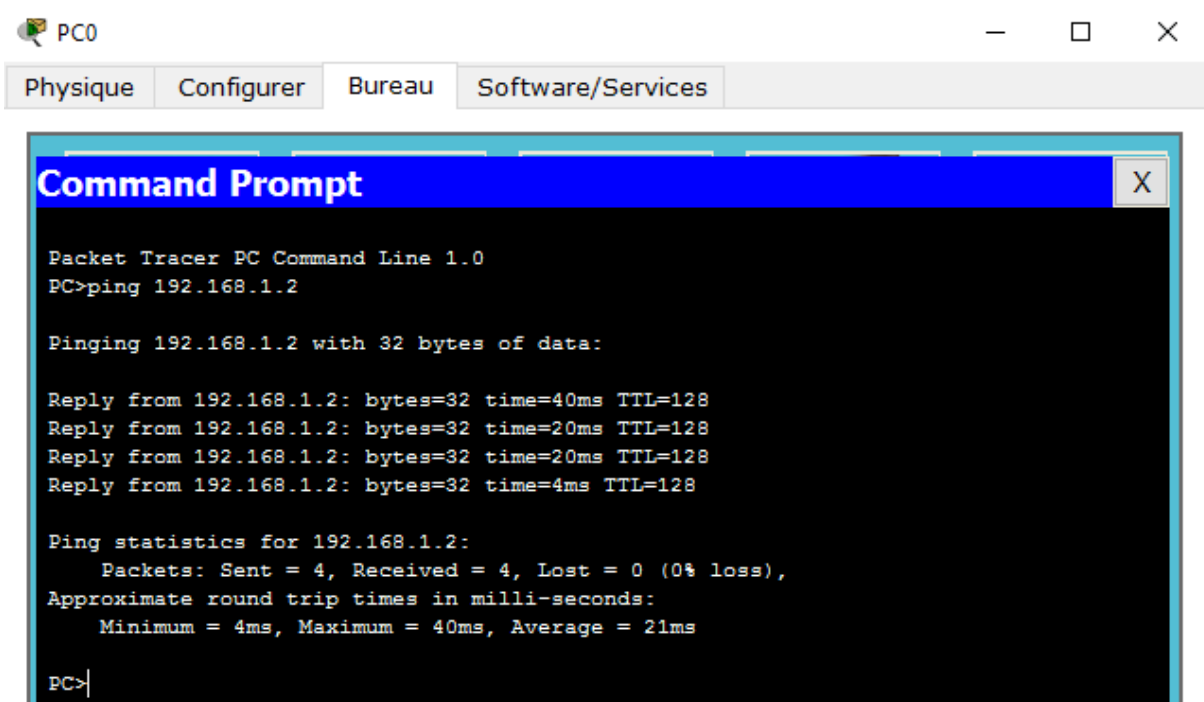 PC0
Physique Configurer Bureau Software/Services
Command Prompt X
Packet Tracer PC Command Line 1.0
PC>ping 192.168.1.2
Pinging 192.168.1.2 with 32 bytes of data:
Reply from 192.168.1.2: bytes=32 time=40ms TTL=128
Reply from 192.168.1.2: bytes=32 time=20ms TTL=128
Reply from 192.168.1.2: bytes=32 time=20ms TTL=128
Reply from 192.168.1.2: bytes=32 time=4ms TTL=128
Ping statistics for 192.168.1.2:
Packets: Sent = 4, Received = 4, Lost = 0 (0% loss),
Approximate round trip times in milli-seconds:
Minimum = 4ms, Maximum = 40ms, Average = 21ms
PC>